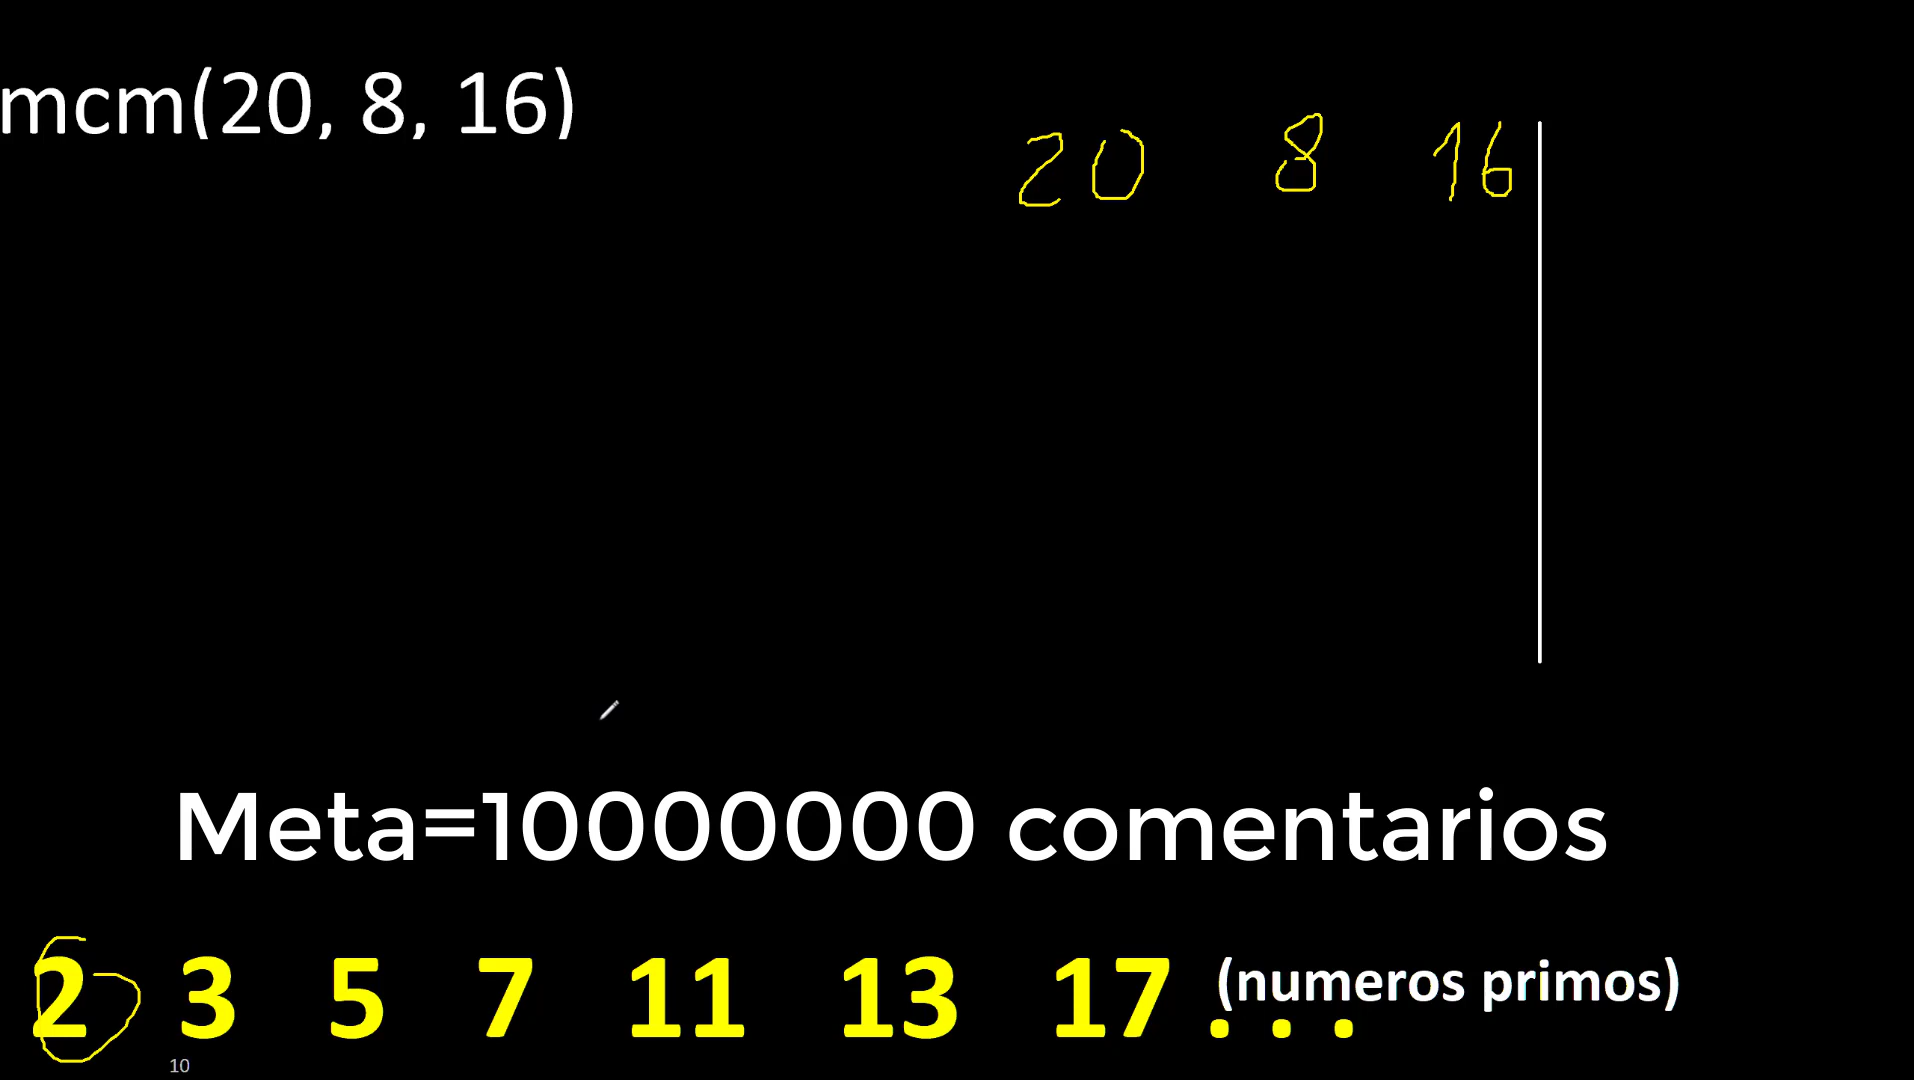 mcm(20, 8, 16)
20 8 16
Meta=10000000 comentarios
2 3 5 7 11 13 17 . . . (numeros primos)
10